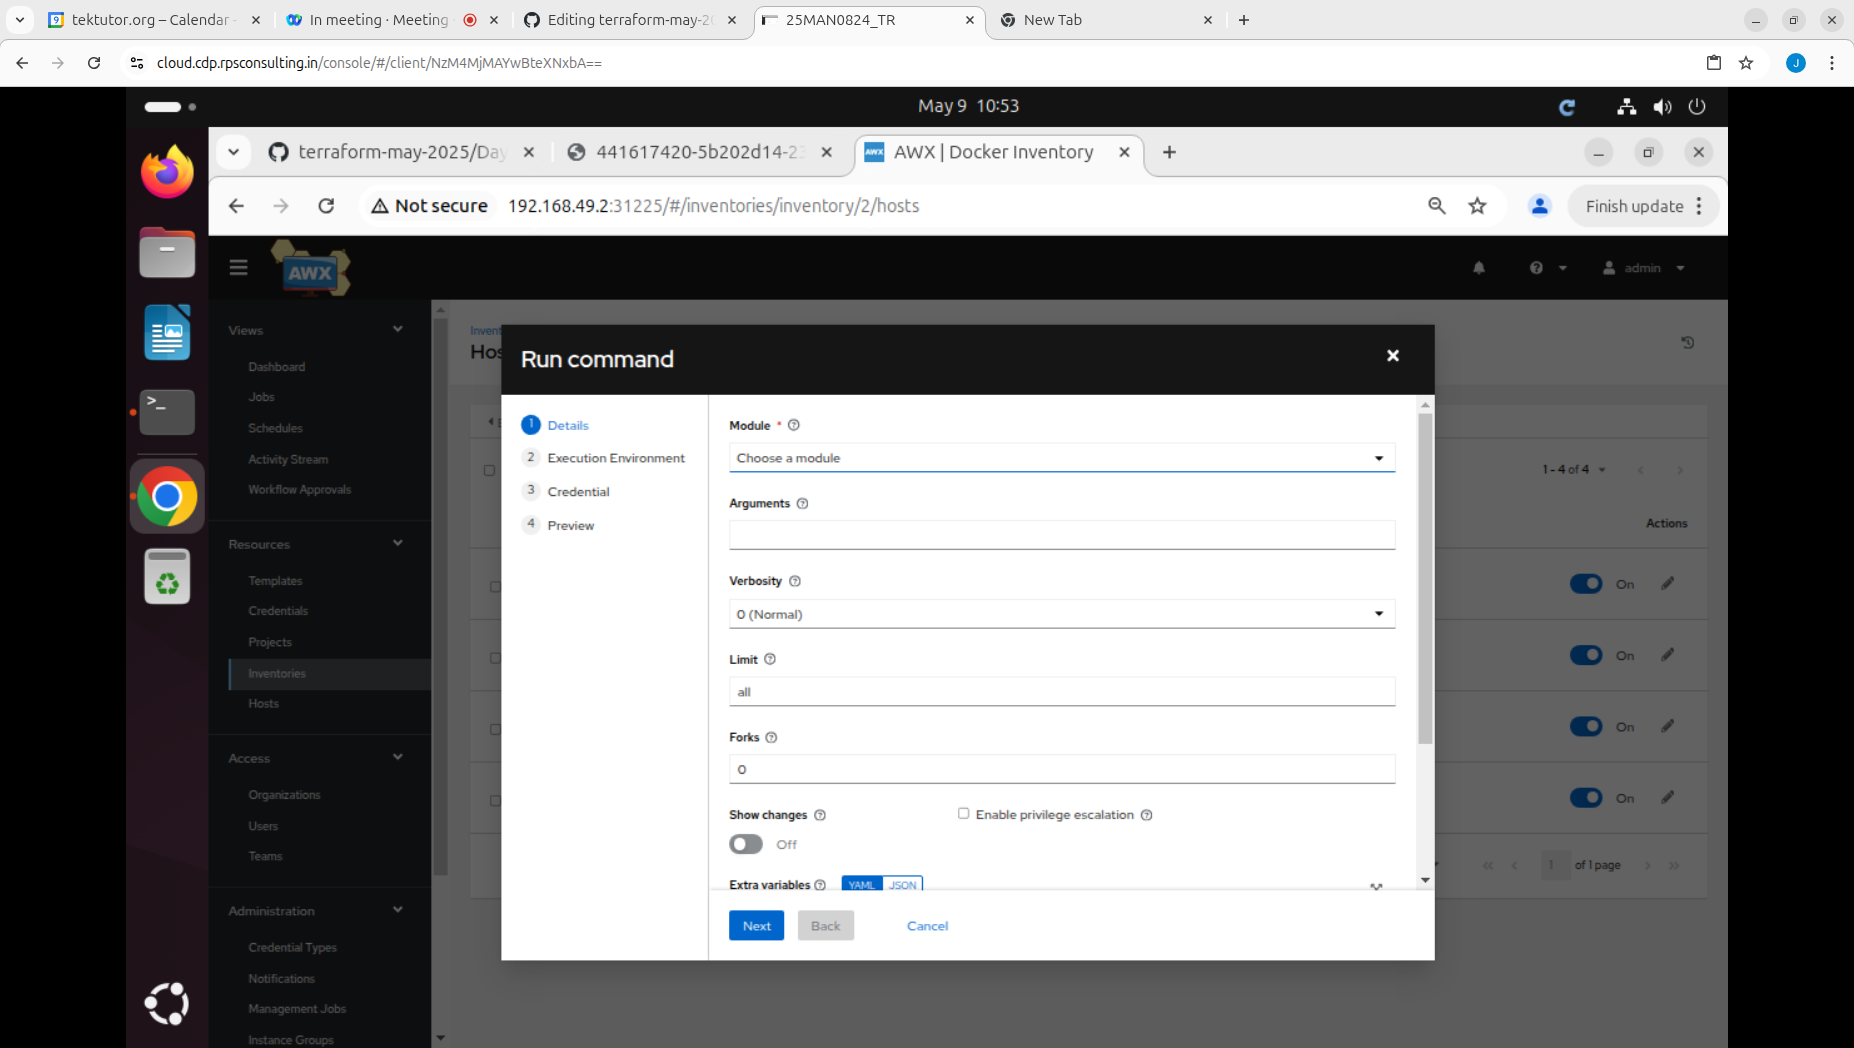 tektutor.org – Calendar
In meeting · Meeting
Editing terraform-may-20
25MAN0824_TR
New Tab
cloud.cdp.rpsconsulting.in/console/#/client/NzM4MjMAYwBteXNxbA==
J
May 9 10:53
terraform-may-2025/Day
441617420-5b202d14-23
AWX | Docker Inventory
Not secure
192.168.49.2:31225/#/inventories/inventory/2/hosts
Finish update
AWX
admin
Views
Dashboard
Jobs
Schedules
Activity Stream
Workflow Approvals
Resources
Templates
Credentials
Projects
Inventories
Hosts
Access
Organizations
Users
Teams
Administration
Credential Types
Notifications
Management Jobs
Instance Groups
Invent
Hos
Run command
1 Details
2 Execution Environment
3 Credential
4 Preview
Module *
Choose a module
Arguments
Verbosity
0 (Normal)
Limit
all
Forks
0
Show changes
Enable privilege escalation
Off
Extra variables YAML JSON
Next
Back
Cancel
1 - 4 of 4
Actions
On
On
On
On
1 of 1 page